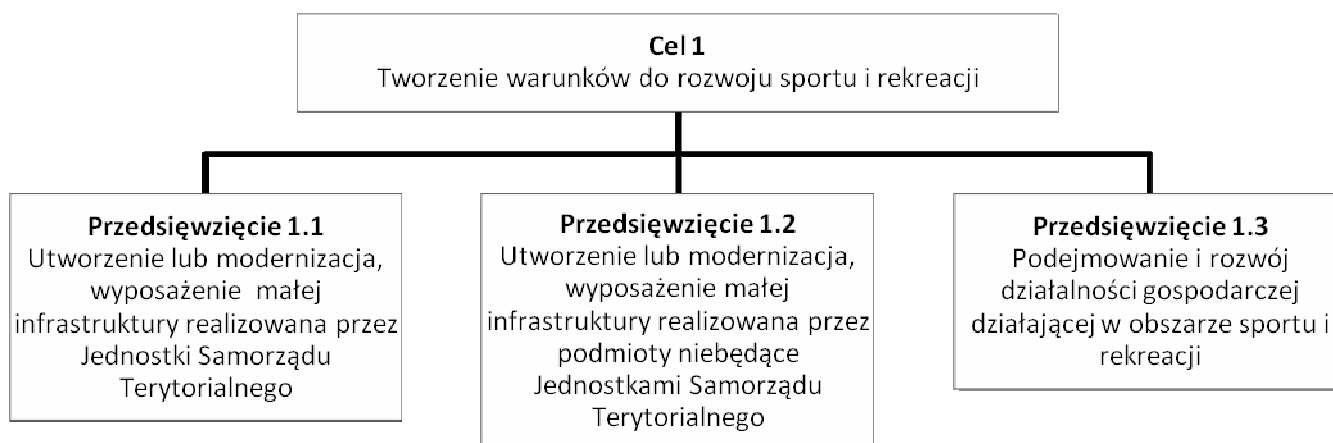 Cel 1
Tworzenie warunków do rozwoju sportu i rekreacji
Przedsięwzięcie 1.1
Utworzenie lub modernizacja,
wyposażenie małej
infrastruktury realizowana przez
Jednostki Samorządu
Terytorialnego
Przedsięwzięcie 1.2
Utworzenie lub modernizacja,
wyposażenie małej
infrastruktury realizowana przez
podmioty niebędące
Jednostkami Samorządu
Terytorialnego
Przedsięwzięcie 1.3
Podejmowanie i rozwój
działalności gospodarczej
działającej w obszarze sportu i
rekreacji